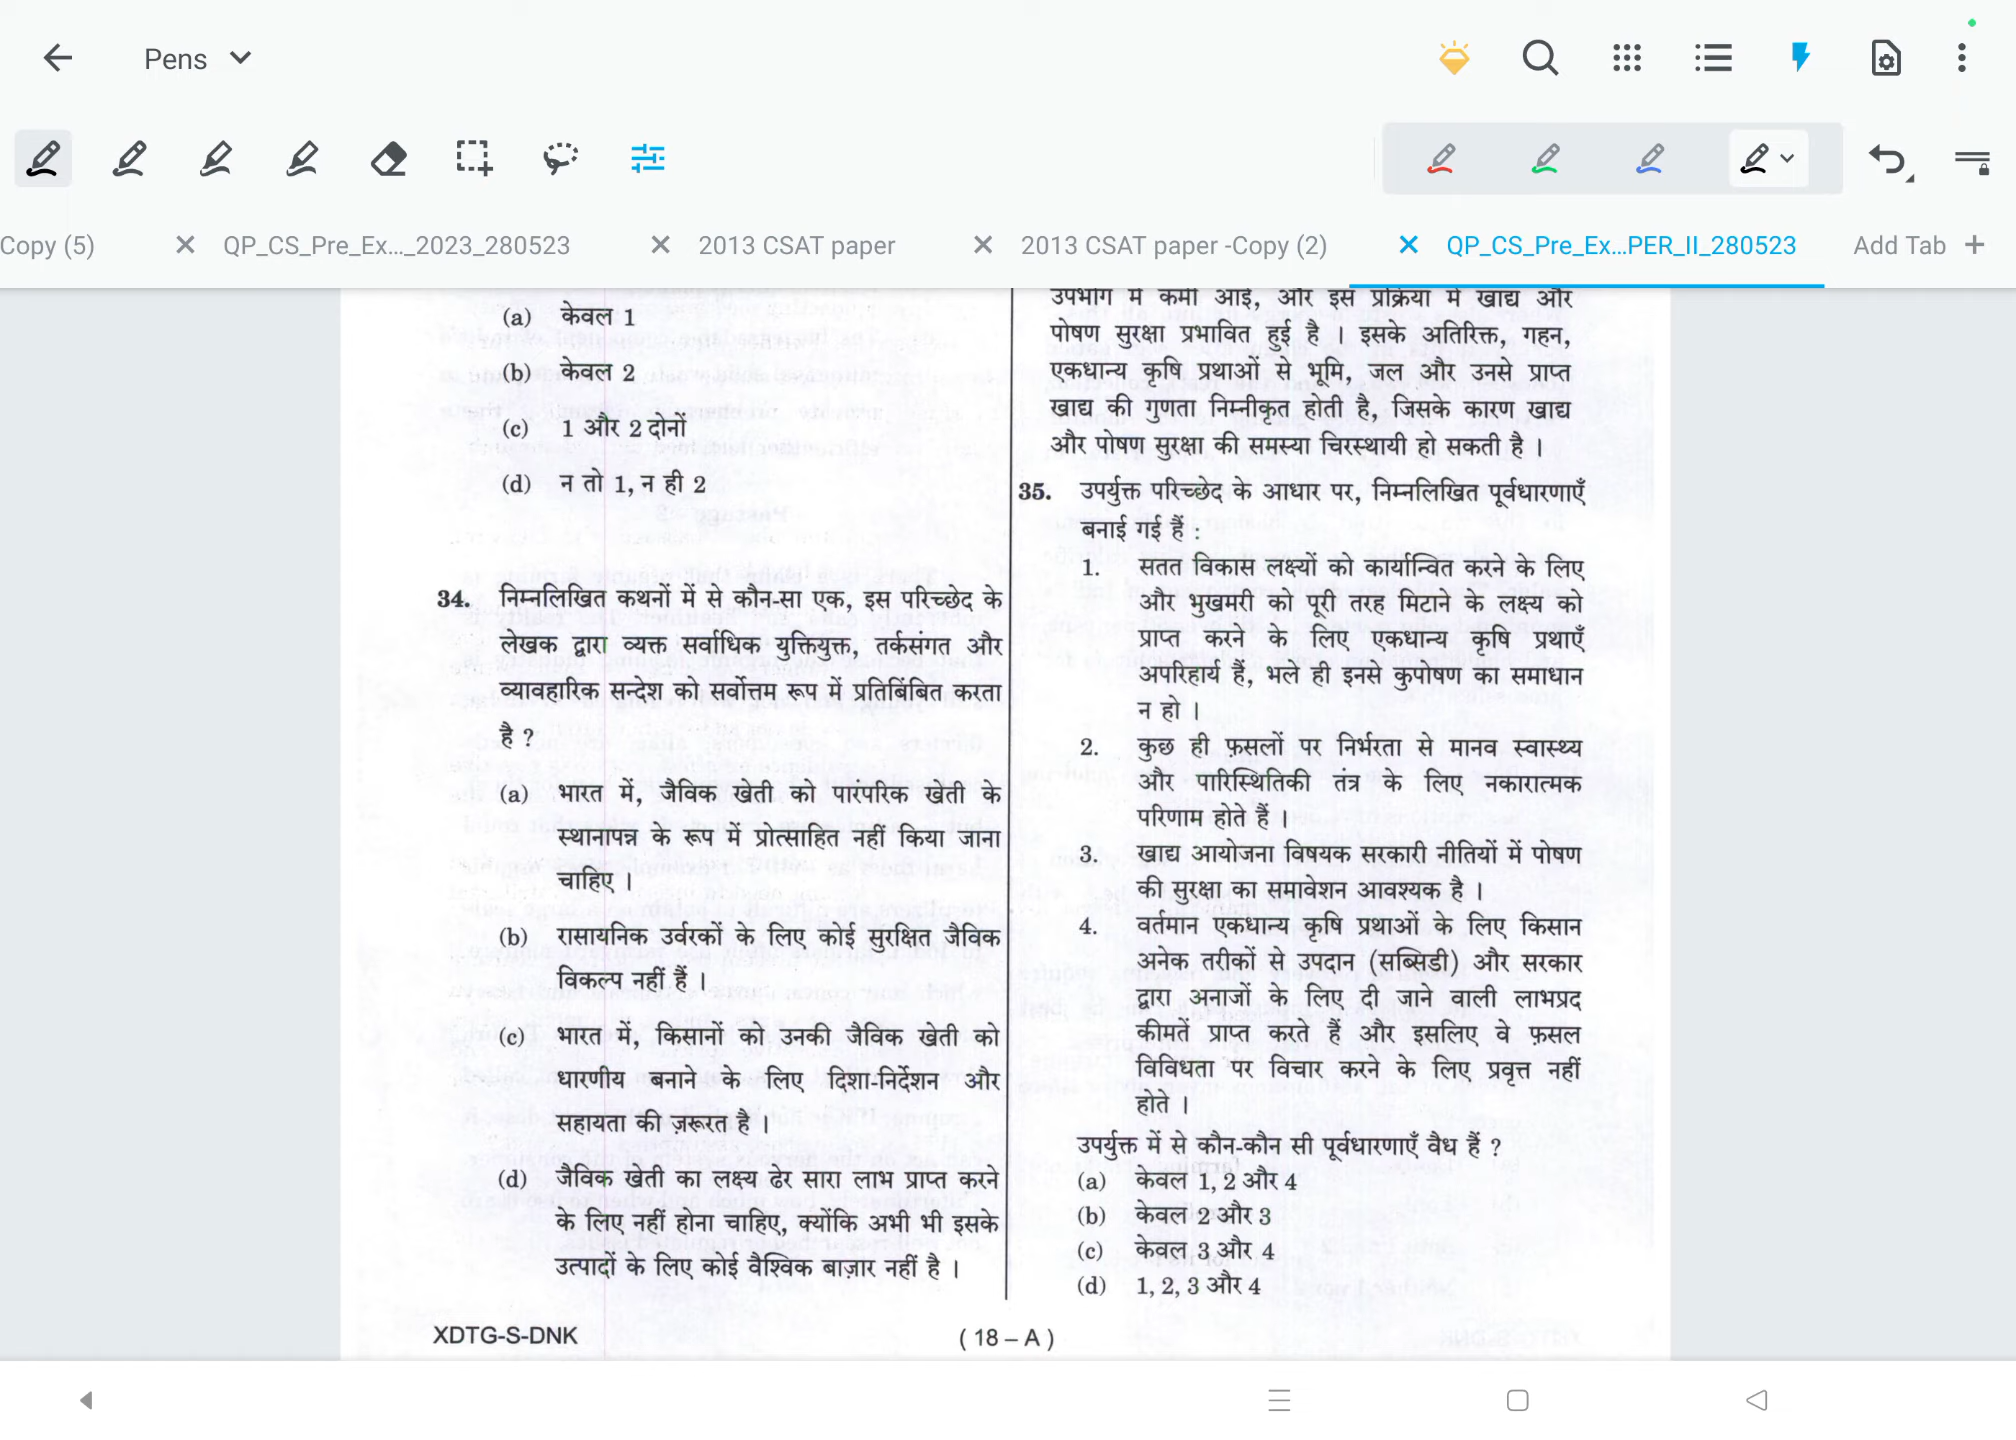 Pens
Copy (5)
QP_CS_Pre_Ex..._2023_280523
2013 CSAT paper
2013 CSAT paper -Copy (2)
QP_CS_Pre_Ex...PER_II_280523
Add Tab +
(a) केवल 1
(b) केवल 2
(c) 1 और 2 दोनों
(d) न तो 1, न ही 2
34. निम्नलिखित कथनों में से कौन-सा एक, इस परिच्छेद के
लेखक द्वारा व्यक्त सर्वाधिक युक्तियुक्त, तर्कसंगत और
व्यावहारिक सन्देश को सर्वोत्तम रूप में प्रतिबिंबित करता
है ?
(a) भारत में, जैविक खेती को पारंपरिक खेती के
स्थानापन्न के रूप में प्रोत्साहित नहीं किया जाना
चाहिए ।
(b) रासायनिक उर्वरकों के लिए कोई सुरक्षित जैविक
विकल्प नहीं हैं ।
(c) भारत में, किसानों को उनकी जैविक खेती को
धारणीय बनाने के लिए दिशा-निर्देशन और
सहायता की ज़रूरत है ।
(d) जैविक खेती का लक्ष्य ढेर सारा लाभ प्राप्त करने
के लिए नहीं होना चाहिए, क्योंकि अभी भी इसके
उत्पादों के लिए कोई वैश्विक बाज़ार नहीं है ।
उपभोग में कमी आई, और इस प्रक्रिया में खाद्य और
पोषण सुरक्षा प्रभावित हुई है । इसके अतिरिक्त, गहन,
एकधान्य कृषि प्रथाओं से भूमि, जल और उनसे प्राप्त
खाद्य की गुणता निम्नीकृत होती है, जिसके कारण खाद्य
और पोषण सुरक्षा की समस्या चिरस्थायी हो सकती है ।
35. उपर्युक्त परिच्छेद के आधार पर, निम्नलिखित पूर्वधारणाएँ
बनाई गई हैं :
1. सतत विकास लक्ष्यों को कार्यान्वित करने के लिए
और भुखमरी को पूरी तरह मिटाने के लक्ष्य को
प्राप्त करने के लिए एकधान्य कृषि प्रथाएँ
अपरिहार्य हैं, भले ही इनसे कुपोषण का समाधान
न हो ।
2. कुछ ही फ़सलों पर निर्भरता से मानव स्वास्थ्य
और पारिस्थितिकी तंत्र के लिए नकारात्मक
परिणाम होते हैं ।
3. खाद्य आयोजना विषयक सरकारी नीतियों में पोषण
की सुरक्षा का समावेशन आवश्यक है ।
4. वर्तमान एकधान्य कृषि प्रथाओं के लिए किसान
अनेक तरीकों से उपदान (सब्सिडी) और सरकार
द्वारा अनाजों के लिए दी जाने वाली लाभप्रद
कीमतें प्राप्त करते हैं और इसलिए वे फ़सल
विविधता पर विचार करने के लिए प्रवृत्त नहीं
होते ।
उपर्युक्त में से कौन-कौन सी पूर्वधारणाएँ वैध हैं ?
(a) केवल 1, 2 और 4
(b) केवल 2 और 3
(c) केवल 3 और 4
(d) 1, 2, 3 और 4
XDTG-S-DNK
( 18 – A )